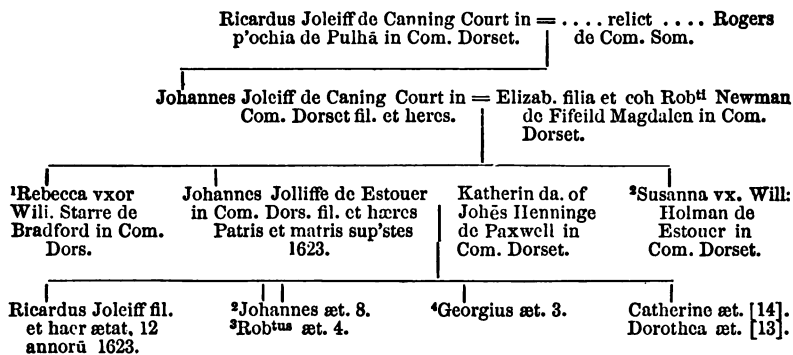 Ricardus Joleiff de Canning Court in = . . . . relict . . . . Rogers
p'ochia de Pulhā in Com. Dorset. de Com. Som.
Johannes Joleiff de Caning Court in = Elizab. filia et coh Robᵗⁱ Newman
Com. Dorset fil. et heres. de Fifeild Magdalen in Com.
Dorset.
¹Rebecca vxor
Wili. Starre de
Bradford in Com.
Dors.
Johannes Jolliffe de Estouer
in Com. Dors. fil. et hæres
Patris et matris sup'stes
1623.
Katherin da. of
Johēs Henninge
de Paxwell in
Com. Dorset.
²Susanna vx. Will:
Holman de
Estouer in
Com. Dorset.
Ricardus Joleiff fil.
et haer ætat, 12
annorū 1623.
²Johannes æt. 8.
³Robᵗᵘˢ æt. 4.
⁴Georgius æt. 3.
Catherine æt. [14].
Dorothea æt. [13].